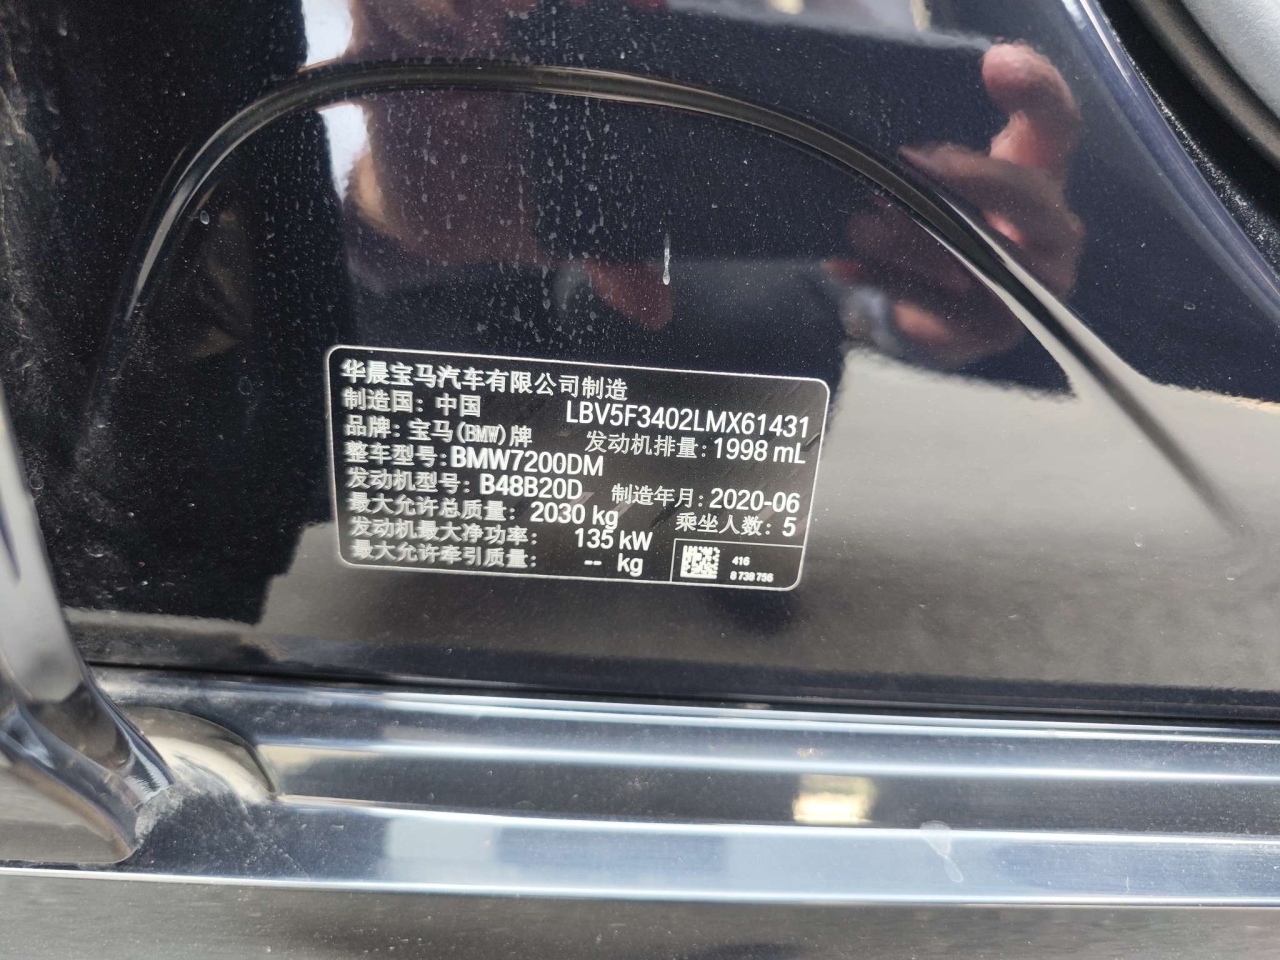 华晨宝马汽车有限公司制造
制造国：中国 LBV5F3402LMX61431
品牌：宝马(BMW)牌 发动机排量：1998 mL
整车型号：BMW7200DM
发动机型号：B48B20D 制造年月：2020-06
最大允许总质量：2030 kg 乘坐人数：5
发动机最大净功率：135 kW
最大允许牵引质量：-- kg
416
8 738 756